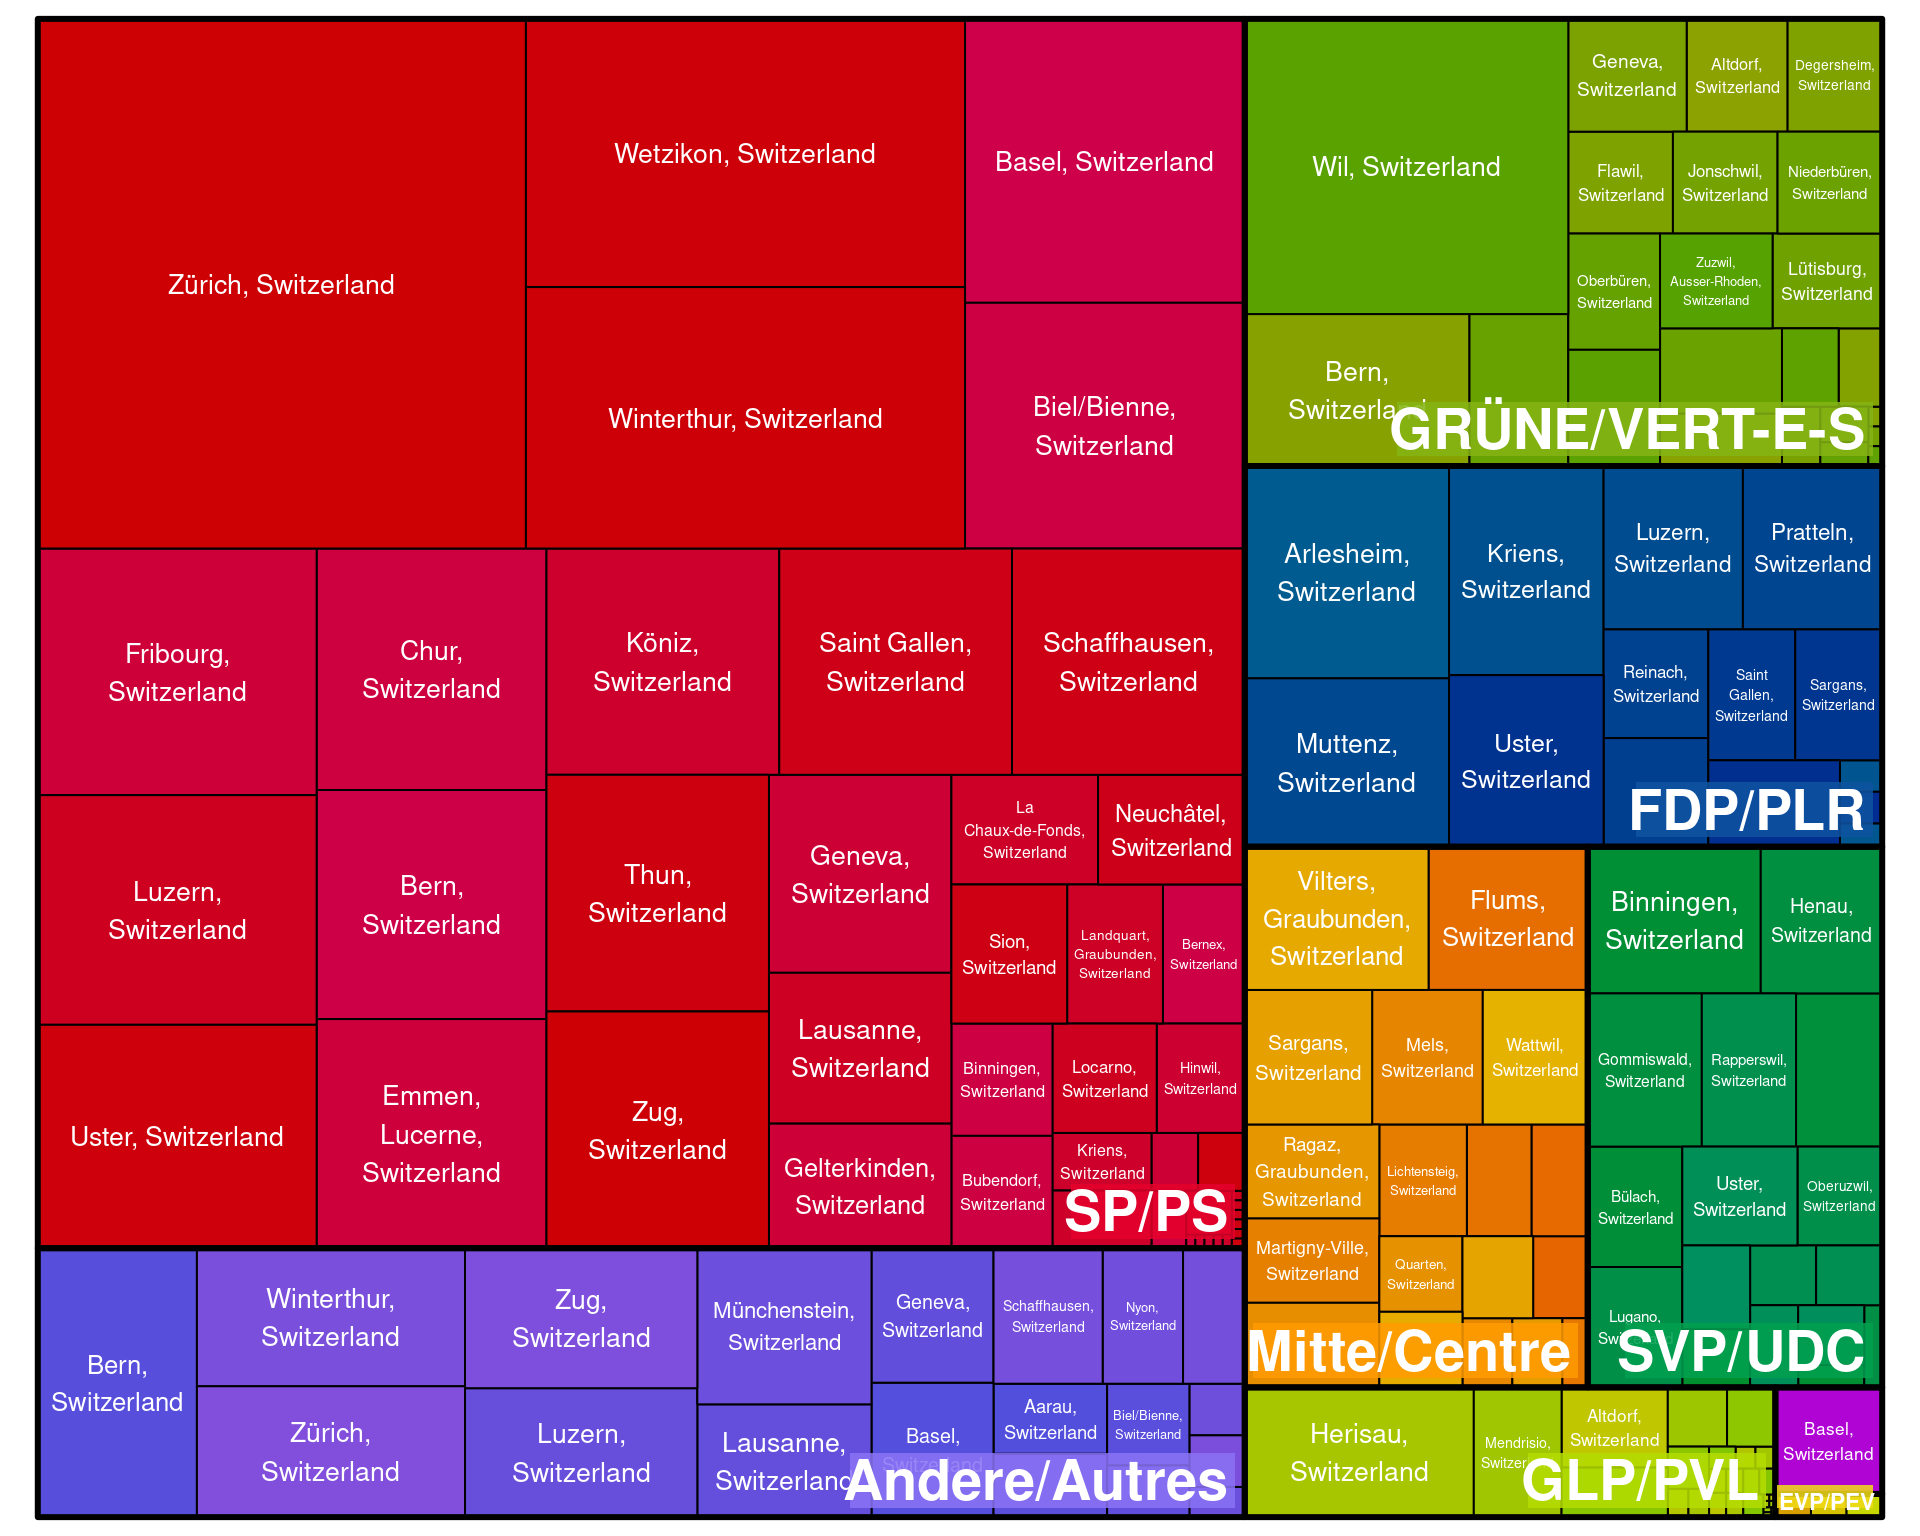 Zürich, Switzerland
Wetzikon, Switzerland
Winterthur, Switzerland
Basel, Switzerland
Biel/Bienne,
Switzerland
Fribourg,
Switzerland
Luzern,
Switzerland
Uster, Switzerland
Chur,
Switzerland
Bern,
Switzerland
Emmen,
Lucerne,
Switzerland
Köniz,
Switzerland
Saint Gallen,
Switzerland
Schaffhausen,
Switzerland
Thun,
Switzerland
Zug,
Switzerland
Geneva,
Switzerland
Lausanne,
Switzerland
Gelterkinden,
Switzerland
La
Chaux-de-Fonds,
Switzerland
Neuchâtel,
Switzerland
Sion,
Switzerland
Landquart,
Graubunden,
Switzerland
Bernex,
Switzerland
Binningen,
Switzerland
Bubendorf,
Switzerland
Locarno,
Switzerland
Hinwil,
Switzerland
Kriens,
Switzerland
SP/PS
Bern,
Switzerland
Winterthur,
Switzerland
Zürich,
Switzerland
Zug,
Switzerland
Luzern,
Switzerland
Münchenstein,
Switzerland
Lausanne,
Switzerland
Geneva,
Switzerland
Basel,
Switzerland
Schaffhausen,
Switzerland
Nyon,
Switzerland
Aarau,
Switzerland
Biel/Bienne,
Switzerland
Andere/Autres
Wil, Switzerland
Bern,
Switzerland
Geneva,
Switzerland
Altdorf,
Switzerland
Degersheim,
Switzerland
Flawil,
Switzerland
Jonschwil,
Switzerland
Niederbüren,
Switzerland
Oberbüren,
Switzerland
Zuzwil,
Ausser-Rhoden,
Switzerland
Lütisburg,
Switzerland
GRÜNE/VERT-E-S
Arlesheim,
Switzerland
Muttenz,
Switzerland
Kriens,
Switzerland
Uster,
Switzerland
Luzern,
Switzerland
Pratteln,
Switzerland
Reinach,
Switzerland
Saint
Gallen,
Switzerland
Sargans,
Switzerland
FDP/PLR
Vilters,
Graubunden,
Switzerland
Flums,
Switzerland
Sargans,
Switzerland
Mels,
Switzerland
Wattwil,
Switzerland
Ragaz,
Graubunden,
Switzerland
Martigny-Ville,
Switzerland
Lichtensteig,
Switzerland
Quarten,
Switzerland
Mitte/Centre
Binningen,
Switzerland
Henau,
Switzerland
Gommiswald,
Switzerland
Rapperswil,
Switzerland
Bülach,
Switzerland
Uster,
Switzerland
Oberuzwil,
Switzerland
Lugano,
SVP/UDC
Herisau,
Switzerland
Mendrisio,
Altdorf,
Switzerland
GLP/PVL
Basel,
Switzerland
EVP/PEV